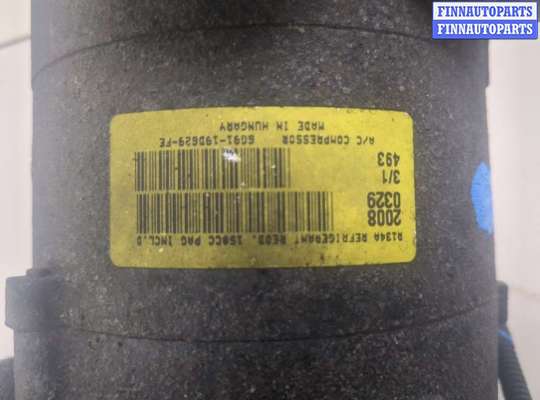 FINNAUTOPARTS
FINNAUTOPARTS
R134A REFRIGERANT REQD. 150CC PAG INCL.D
2008
0329
3/1
493
A/C COMPRESSOR 6G91-19D629-FE
MADE IN HUNGARY